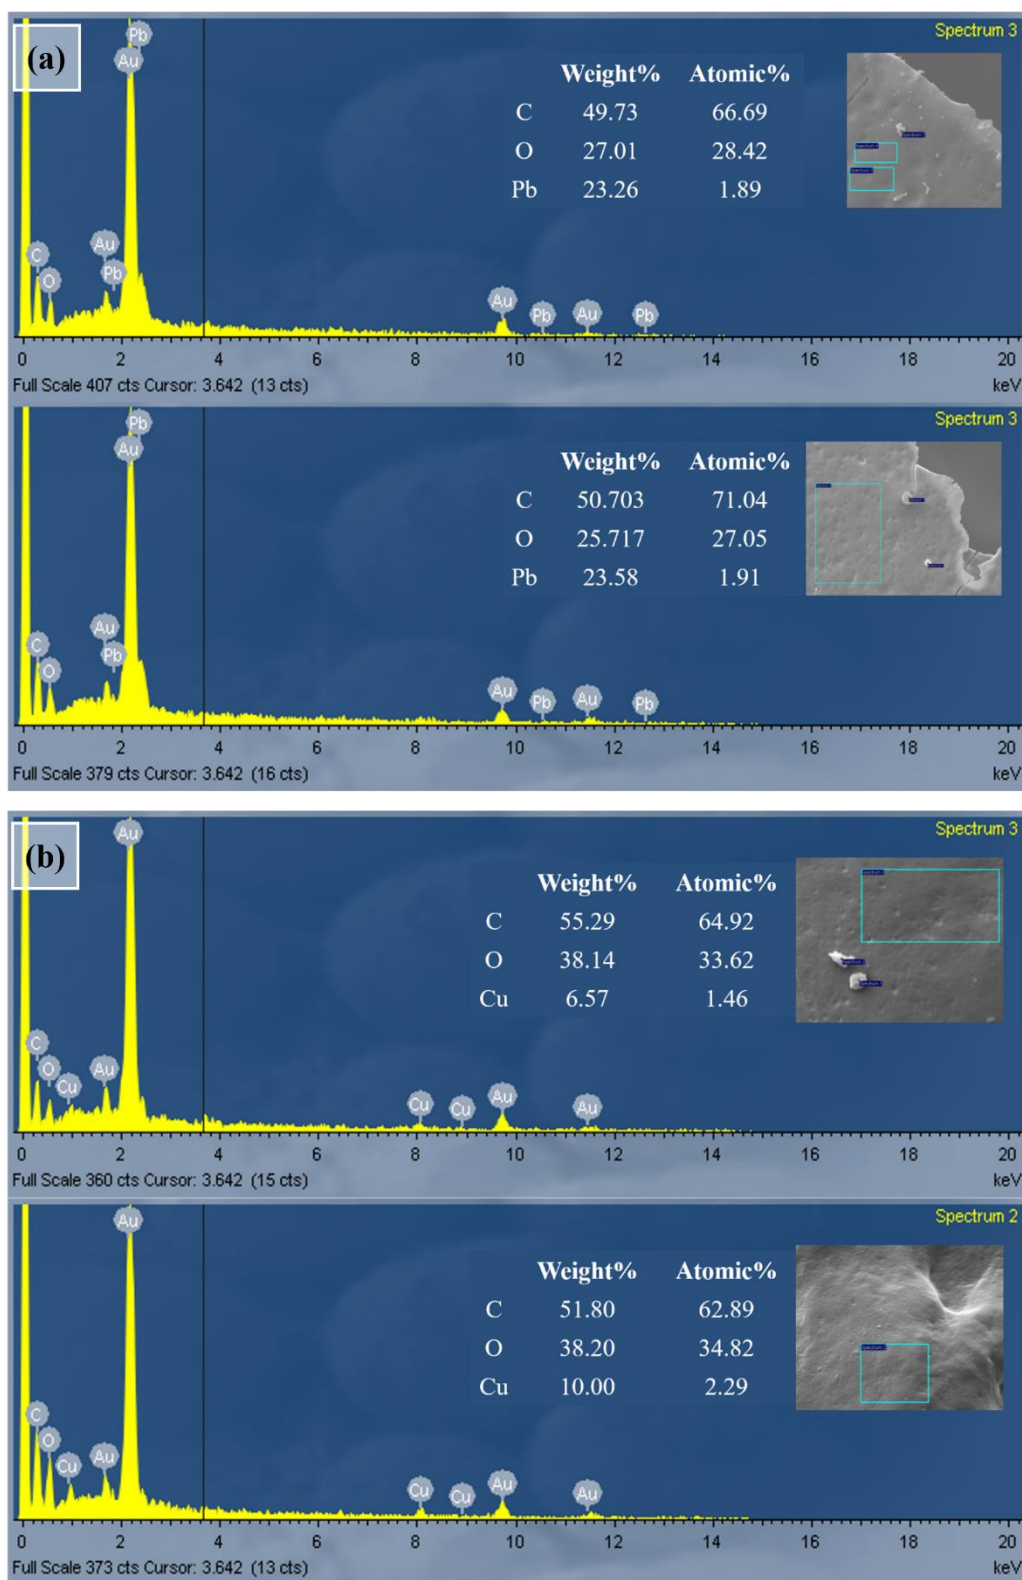 (a)
Spectrum 3
Pb
Au
Weight% Atomic%
C 49.73 66.69
O 27.01 28.42
Pb 23.26 1.89
C
O
Au
Pb
Au
Pb
Au
Pb
0 2 4 6 8 10 12 14 16 18 20
Full Scale 407 cts Cursor: 3.642 (13 cts)
keV
Spectrum 3
Pb
Au
Weight% Atomic%
C 50.703 71.04
O 25.717 27.05
Pb 23.58 1.91
C
O
Au
Pb
Au
Pb
Au
Pb
0 2 4 6 8 10 12 14 16 18 20
Full Scale 379 cts Cursor: 3.642 (16 cts)
keV
(b)
Spectrum 3
Au
Weight% Atomic%
C 55.29 64.92
O 38.14 33.62
Cu 6.57 1.46
C
O
Cu
Au
Cu
Cu
Au
Au
0 2 4 6 8 10 12 14 16 18 20
Full Scale 360 cts Cursor: 3.642 (15 cts)
keV
Spectrum 2
Au
Weight% Atomic%
C 51.80 62.89
O 38.20 34.82
Cu 10.00 2.29
C
O
Cu
Au
Cu
Cu
Au
Au
0 2 4 6 8 10 12 14 16 18 20
Full Scale 373 cts Cursor: 3.642 (13 cts)
keV